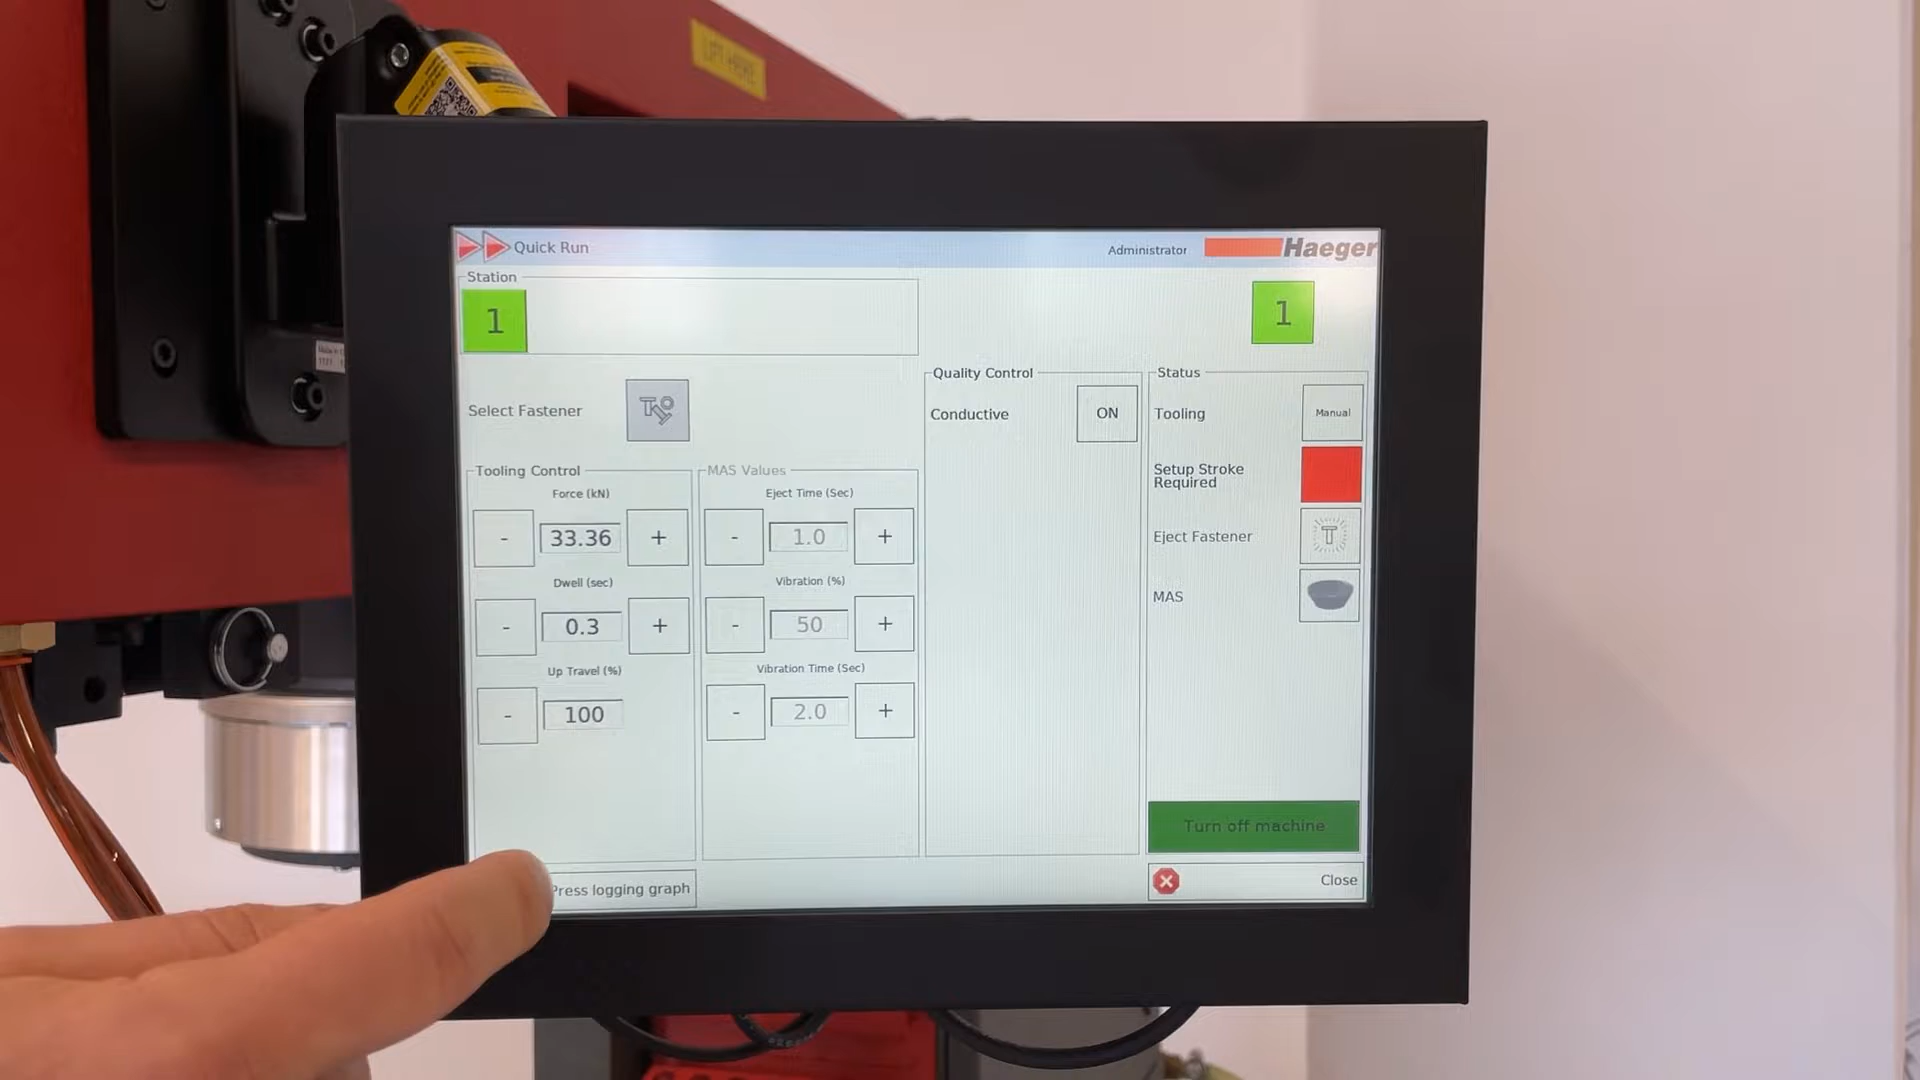 LIFT HERE
Quick Run
Administrator
Haeger
Station
1
1
Select Fastener
Quality Control
Conductive
ON
Status
Tooling
Manual
Setup Stroke
Required
Eject Fastener
MAS
Tooling Control
Force (kN)
- 33.36 +
Dwell (sec)
- 0.3 +
Up Travel (%)
- 100
MAS Values
Eject Time (Sec)
- 1.0 +
Vibration (%)
- 50 +
Vibration Time (Sec)
- 2.0 +
Turn off machine
Press logging graph
Close